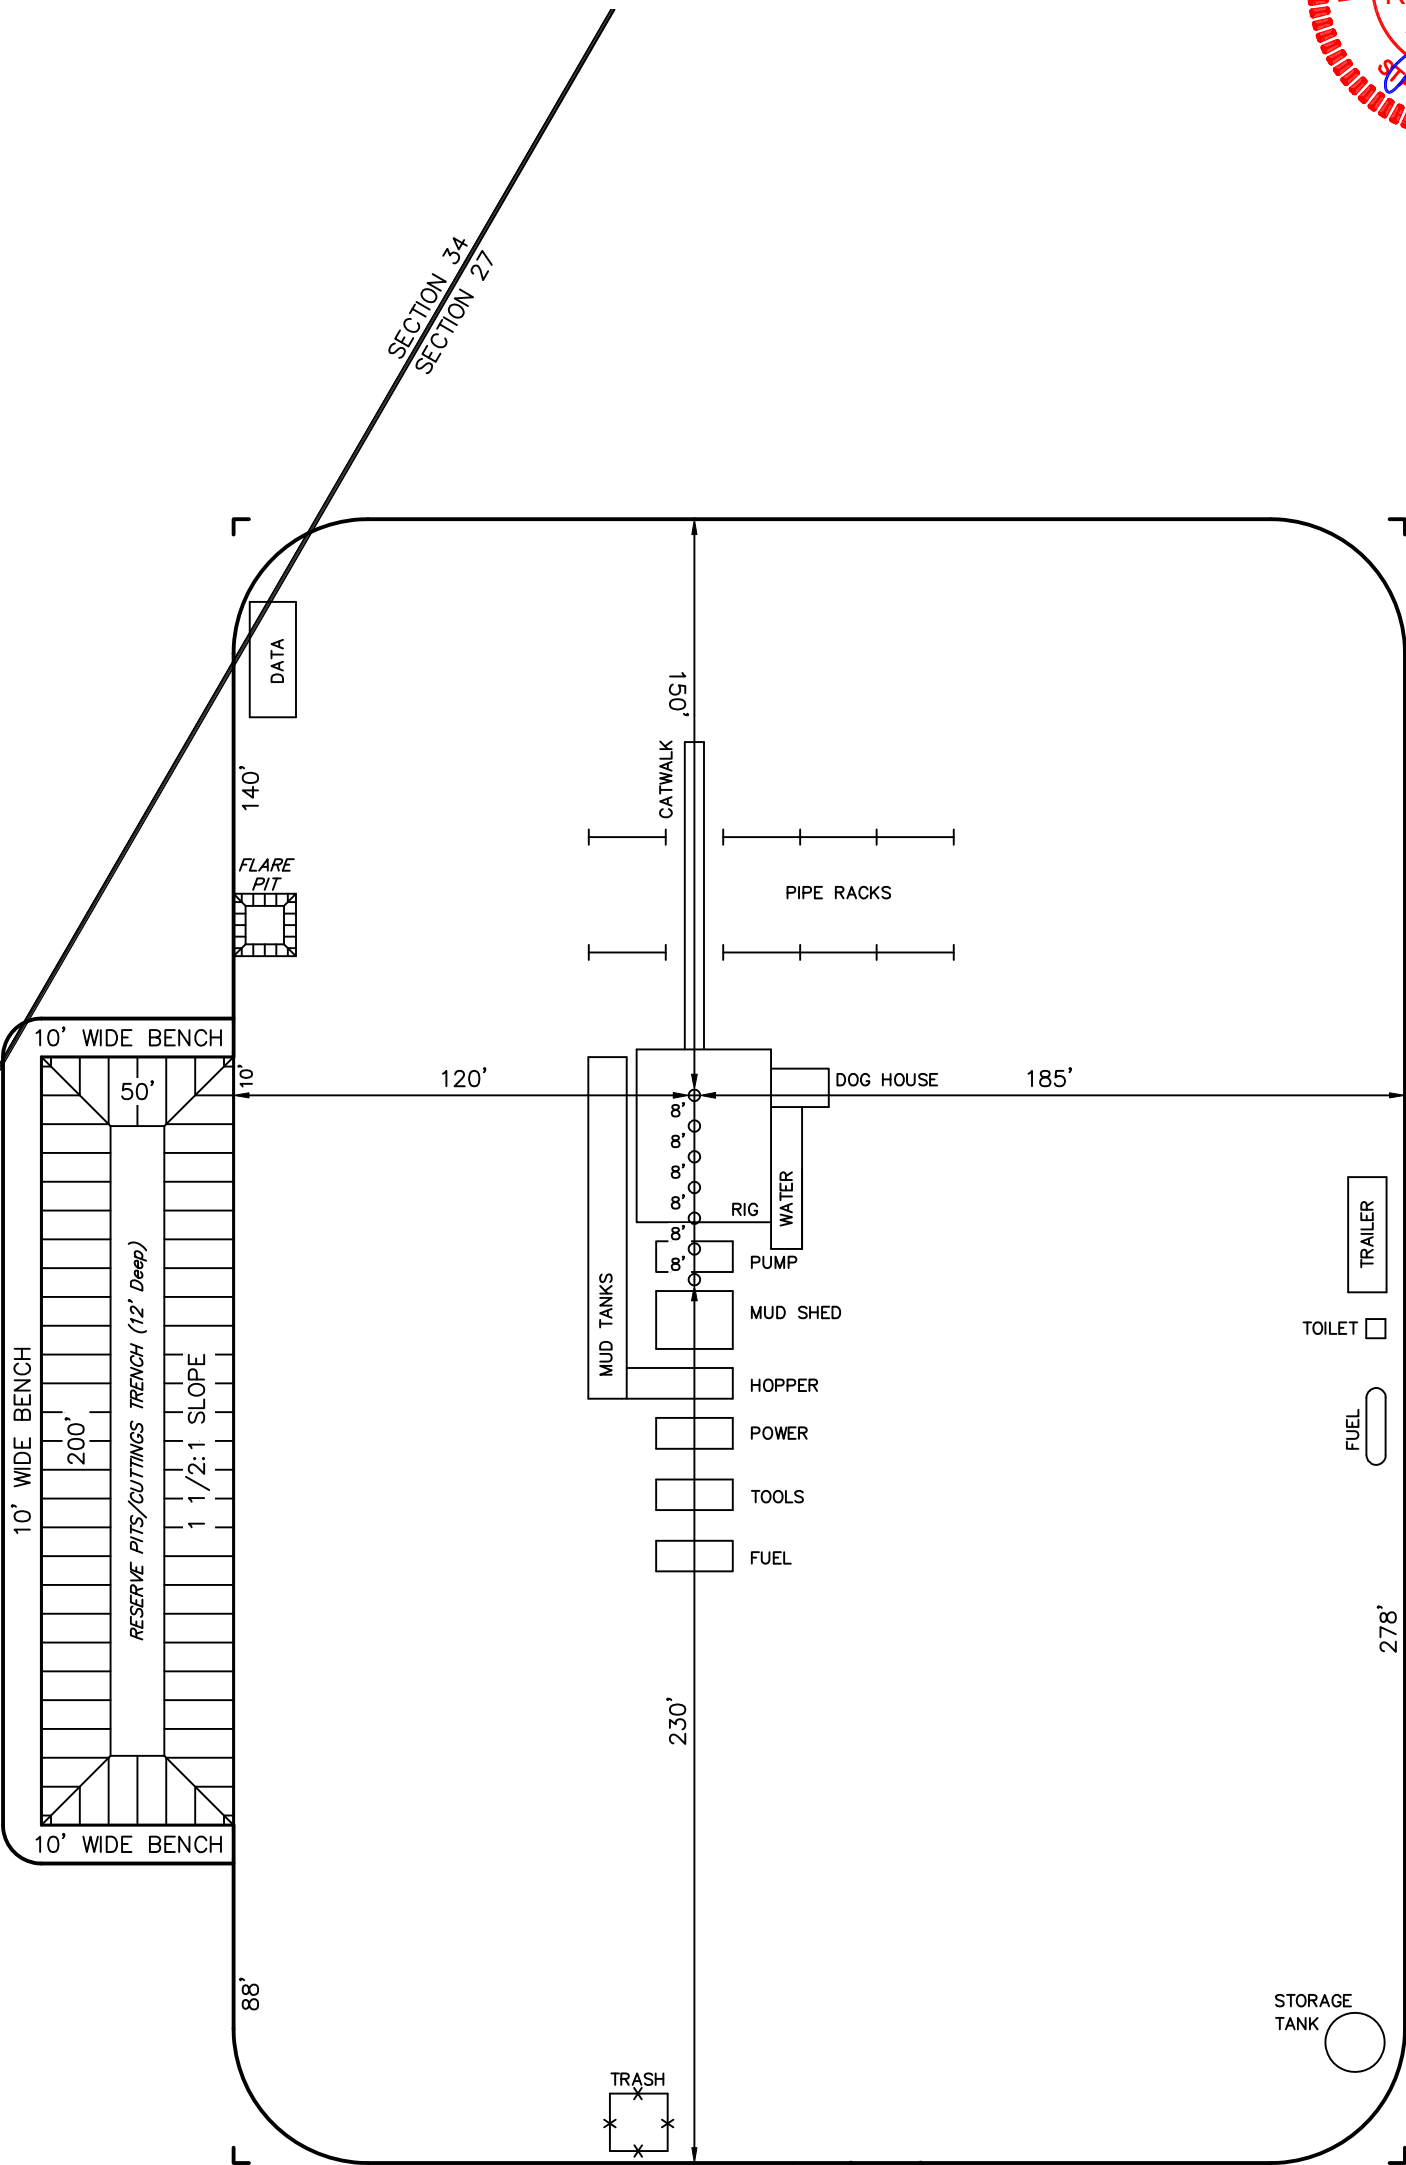 SECTION 34
SECTION 27
DATA
150'
CATWALK
140'
FLARE
PIT
PIPE RACKS
10' WIDE BENCH
50'
10'
120'
DOG HOUSE
185'
8'
8'
8'
8'
8'
8'
RIG
WATER
PUMP
MUD SHED
MUD TANKS
HOPPER
POWER
TOOLS
FUEL
TRAILER
TOILET
FUEL
10' WIDE BENCH
200'
RESERVE PITS/CUTTINGS TRENCH (12' Deep)
1 1/2:1 SLOPE
278'
230'
10' WIDE BENCH
88'
STORAGE
TANK
TRASH